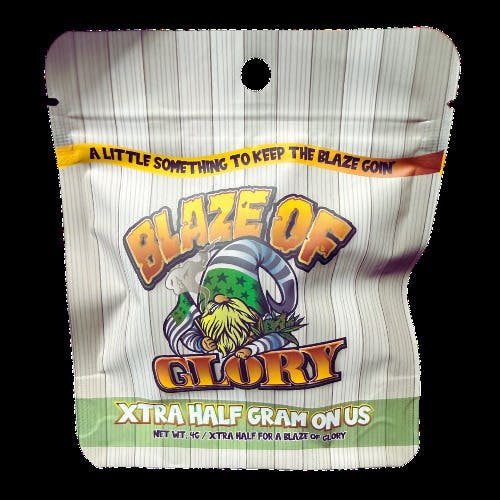 A LITTLE SOMETHING TO KEEP THE BLAZE GOIN'
BLAZE OF
GLORY
XTRA HALF GRAM ON US
NET WT. 4G / XTRA HALF FOR A BLAZE OF GLORY